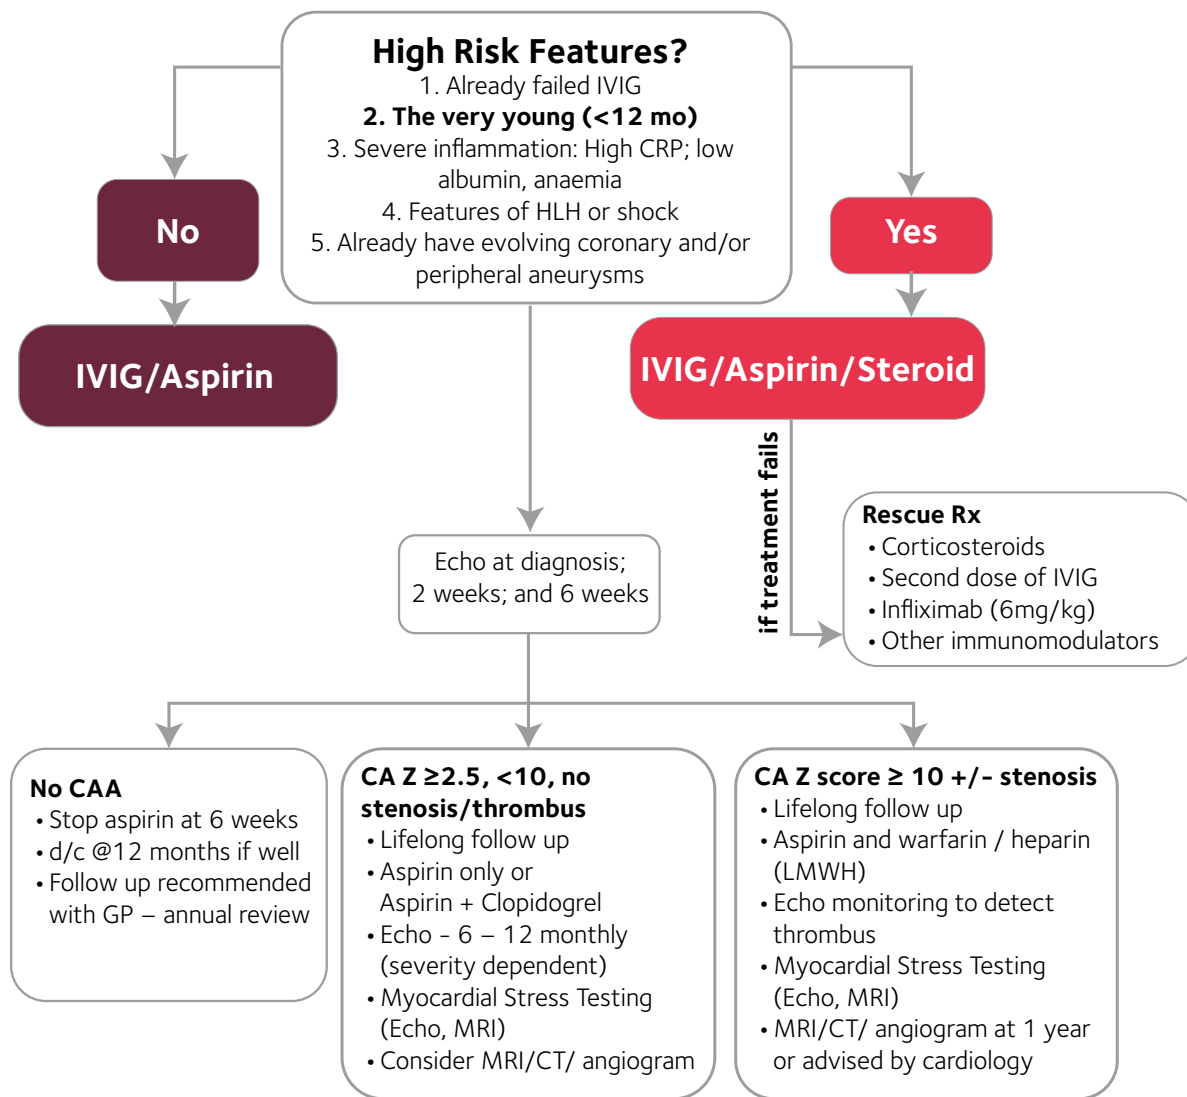 High Risk Features?
1. Already failed IVIG
2. The very young (<12 mo)
3. Severe inflammation: High CRP; low
albumin, anaemia
4. Features of HLH or shock
5. Already have evolving coronary and/or
peripheral aneurysms
No
Yes
IVIG/Aspirin
IVIG/Aspirin/Steroid
if treatment fails
Rescue Rx
• Corticosteroids
• Second dose of IVIG
• Infliximab (6mg/kg)
• Other immunomodulators
Echo at diagnosis;
2 weeks; and 6 weeks
No CAA
• Stop aspirin at 6 weeks
• d/c @12 months if well
• Follow up recommended
with GP – annual review
CA Z ≥2.5, <10, no
stenosis/thrombus
• Lifelong follow up
• Aspirin only or
Aspirin + Clopidogrel
• Echo - 6 – 12 monthly
(severity dependent)
• Myocardial Stress Testing
(Echo, MRI)
• Consider MRI/CT/ angiogram
CA Z score ≥ 10 +/- stenosis
• Lifelong follow up
• Aspirin and warfarin / heparin
(LMWH)
• Echo monitoring to detect
thrombus
• Myocardial Stress Testing
(Echo, MRI)
• MRI/CT/ angiogram at 1 year
or advised by cardiology